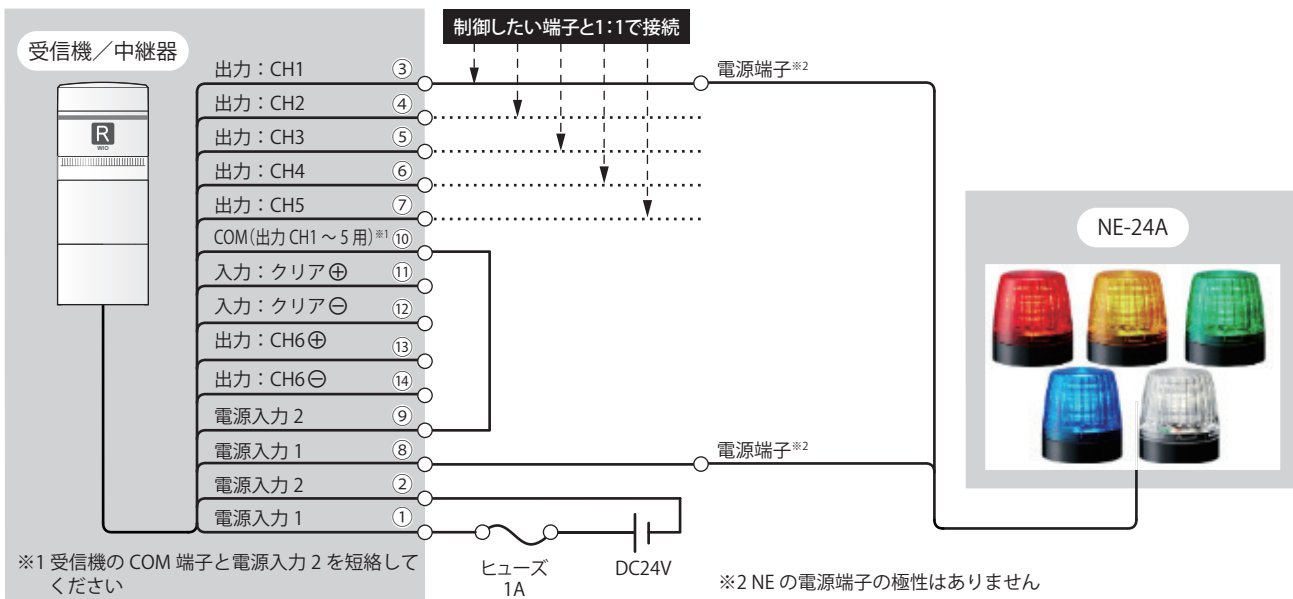 制御したい端子と1:1で接続
受信機／中継器
R
WIO
出力：CH1 ③
出力：CH2 ④
出力：CH3 ⑤
出力：CH4 ⑥
出力：CH5 ⑦
COM（出力 CH1 ～ 5 用）※1 ⑩
入力：クリア⊕ ⑪
入力：クリア⊖ ⑫
出力：CH6⊕ ⑬
出力：CH6⊖ ⑭
電源入力 2 ⑨
電源入力 1 ⑧
電源入力 2 ②
電源入力 1 ①
電源端子※2
電源端子※2
NE-24A
ヒューズ
1A
DC24V
※1 受信機の COM 端子と電源入力 2 を短絡して
ください
※2 NE の電源端子の極性はありません